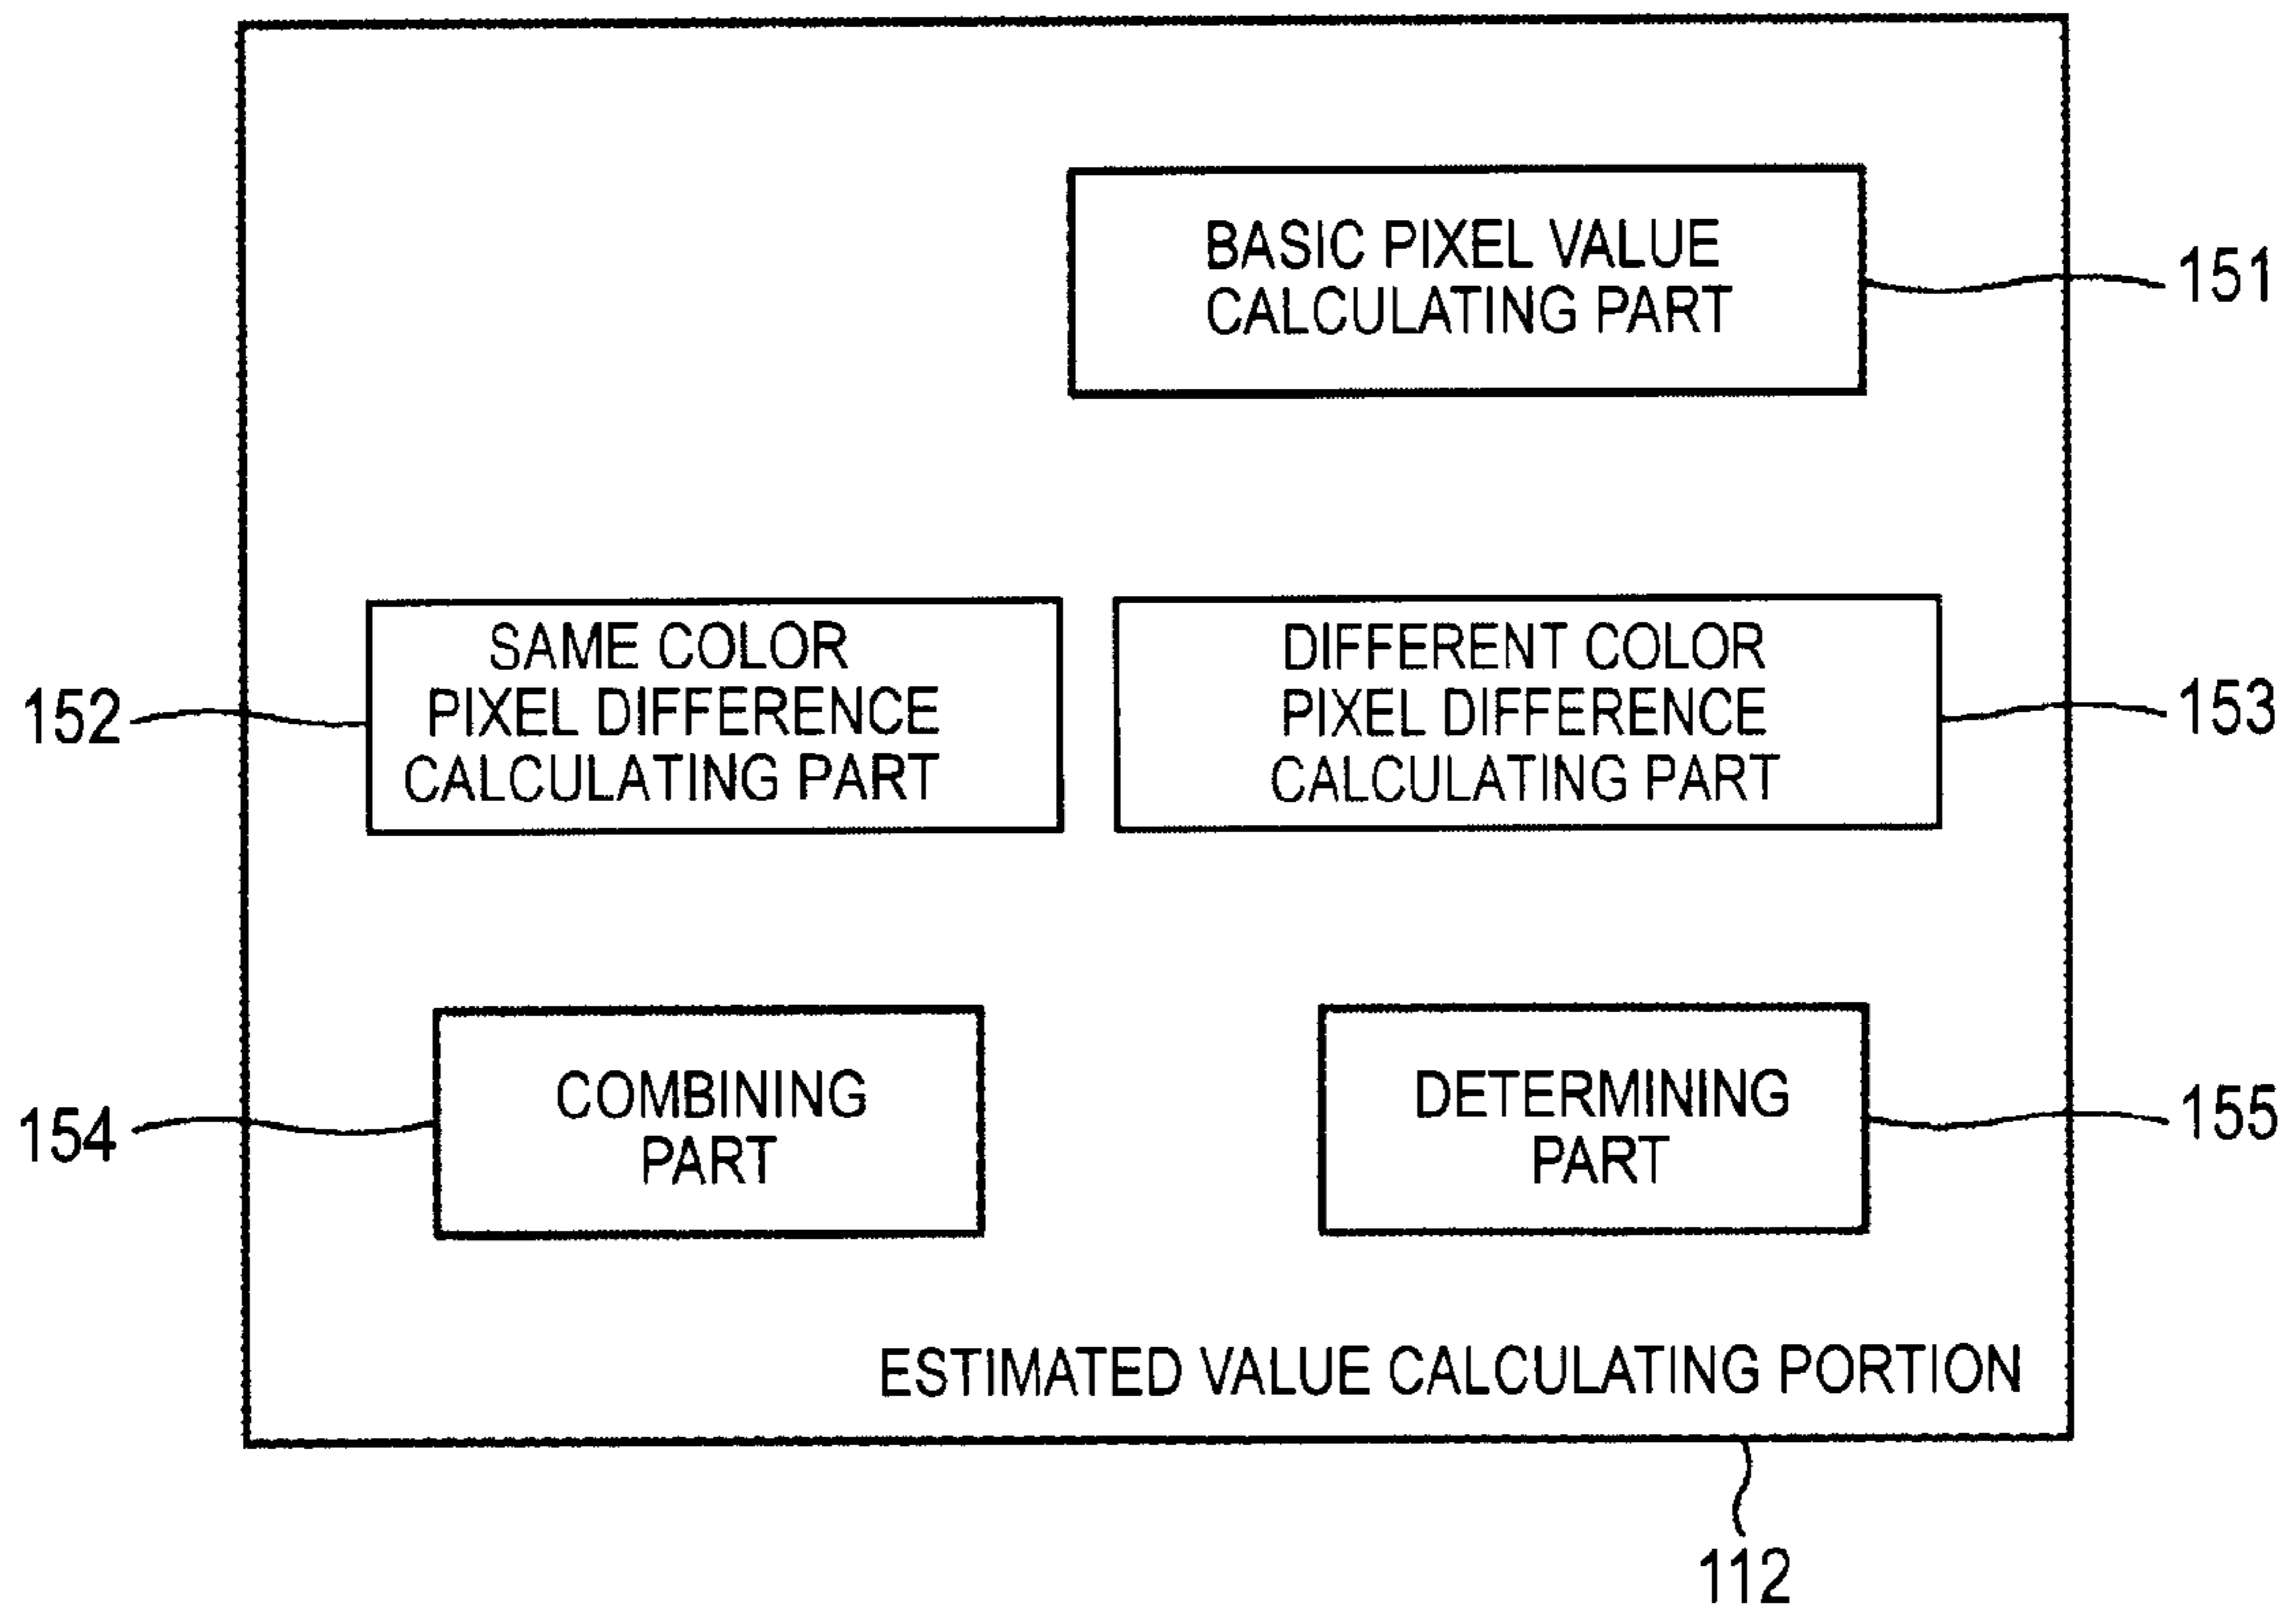 BASIC PIXEL VALUE
CALCULATING PART
151
SAME COLOR
PIXEL DIFFERENCE
CALCULATING PART
152
DIFFERENT COLOR
PIXEL DIFFERENCE
CALCULATING PART
153
COMBINING
PART
154
DETERMINING
PART
155
ESTIMATED VALUE CALCULATING PORTION
112